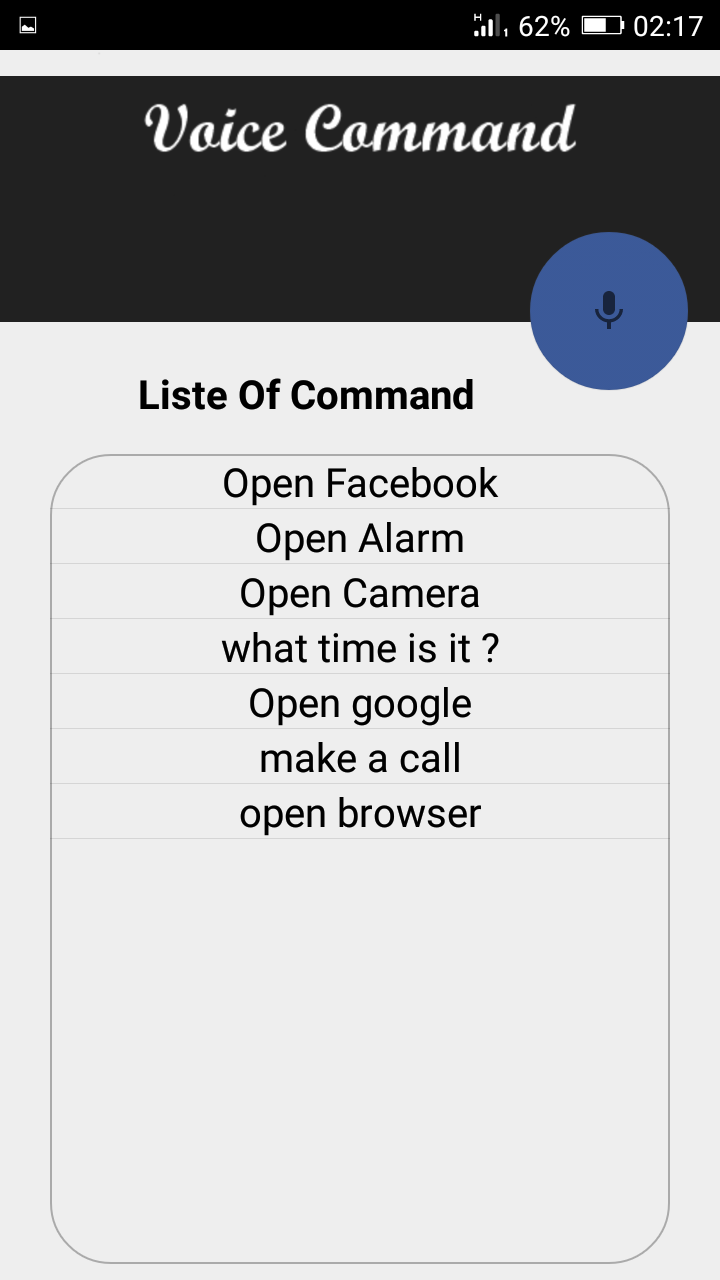 H 1 62% 02:17
Voice Command
Liste Of Command
Open Facebook
Open Alarm
Open Camera
what time is it ?
Open google
make a call
open browser